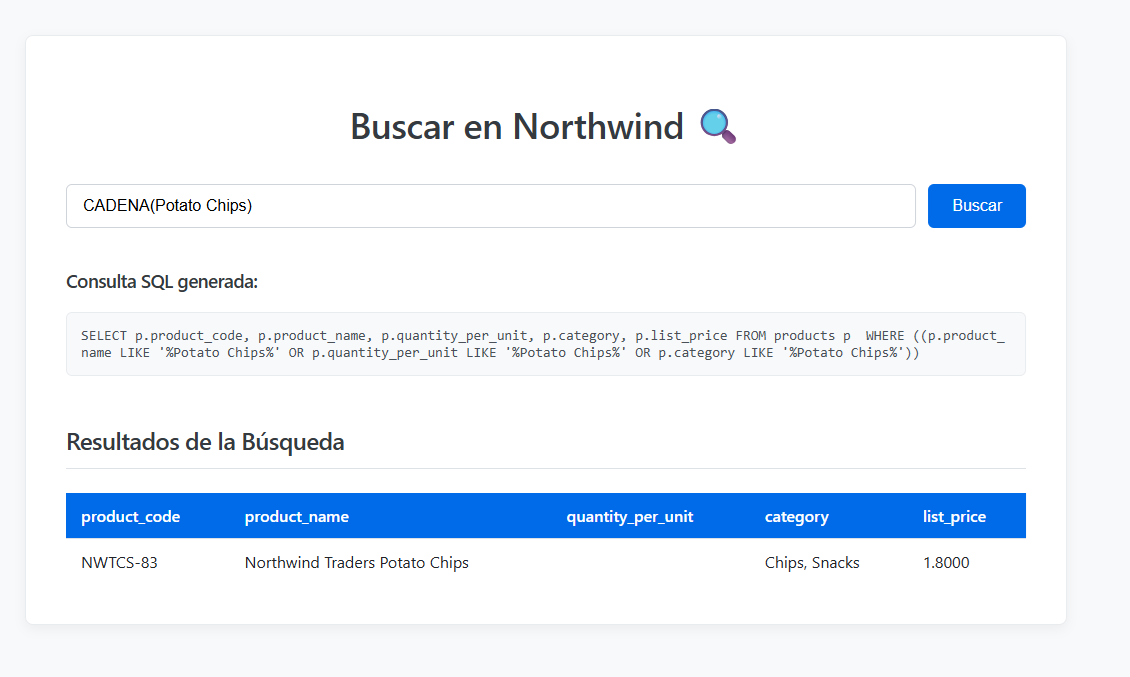 Buscar en Northwind
CADENA(Potato Chips)
Buscar
Consulta SQL generada:
SELECT p.product_code, p.product_name, p.quantity_per_unit, p.category, p.list_price FROM products p  WHERE ((p.product_
name LIKE '%Potato Chips%' OR p.quantity_per_unit LIKE '%Potato Chips%' OR p.category LIKE '%Potato Chips%'))
Resultados de la Búsqueda
product_code product_name quantity_per_unit category list_price
NWTCS-83 Northwind Traders Potato Chips Chips, Snacks 1.8000